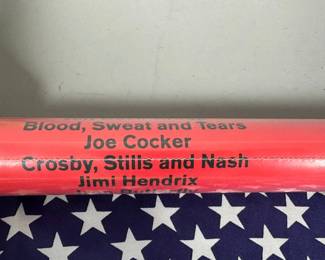 Blood, Sweat and Tears
Joe Cocker
Crosby, Stills and Nash
Jimi Hendrix